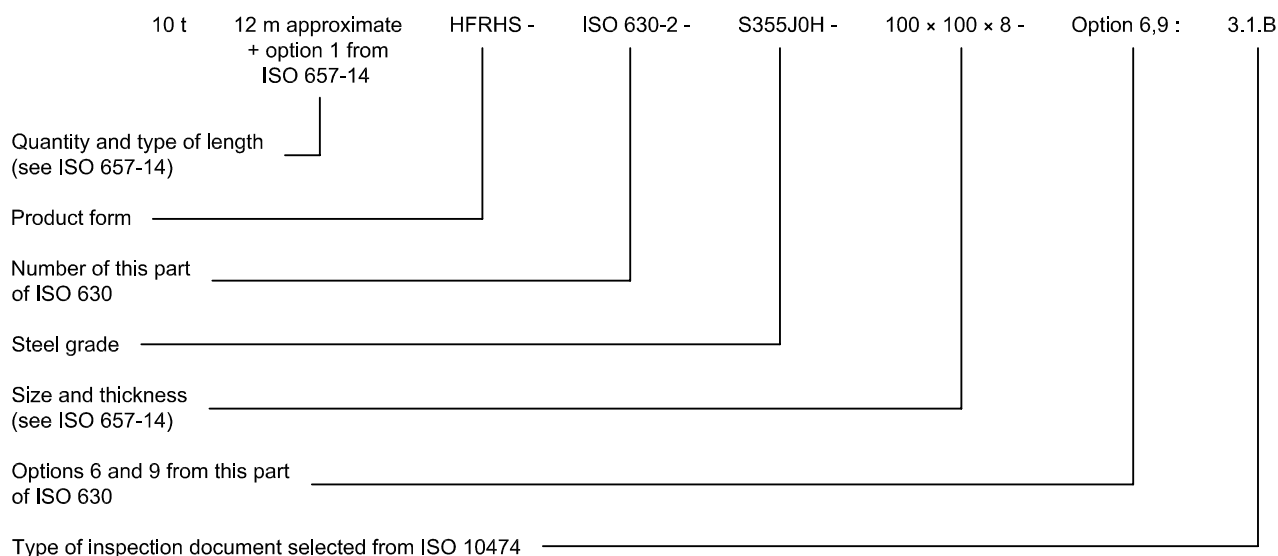 10 t 12 m approximate HFRHS - ISO 630-2 - S355J0H - 100 × 100 × 8 - Option 6,9 : 3.1.B
+ option 1 from
ISO 657-14
Quantity and type of length
(see ISO 657-14)
Product form
Number of this part
of ISO 630
Steel grade
Size and thickness
(see ISO 657-14)
Options 6 and 9 from this part
of ISO 630
Type of inspection document selected from ISO 10474